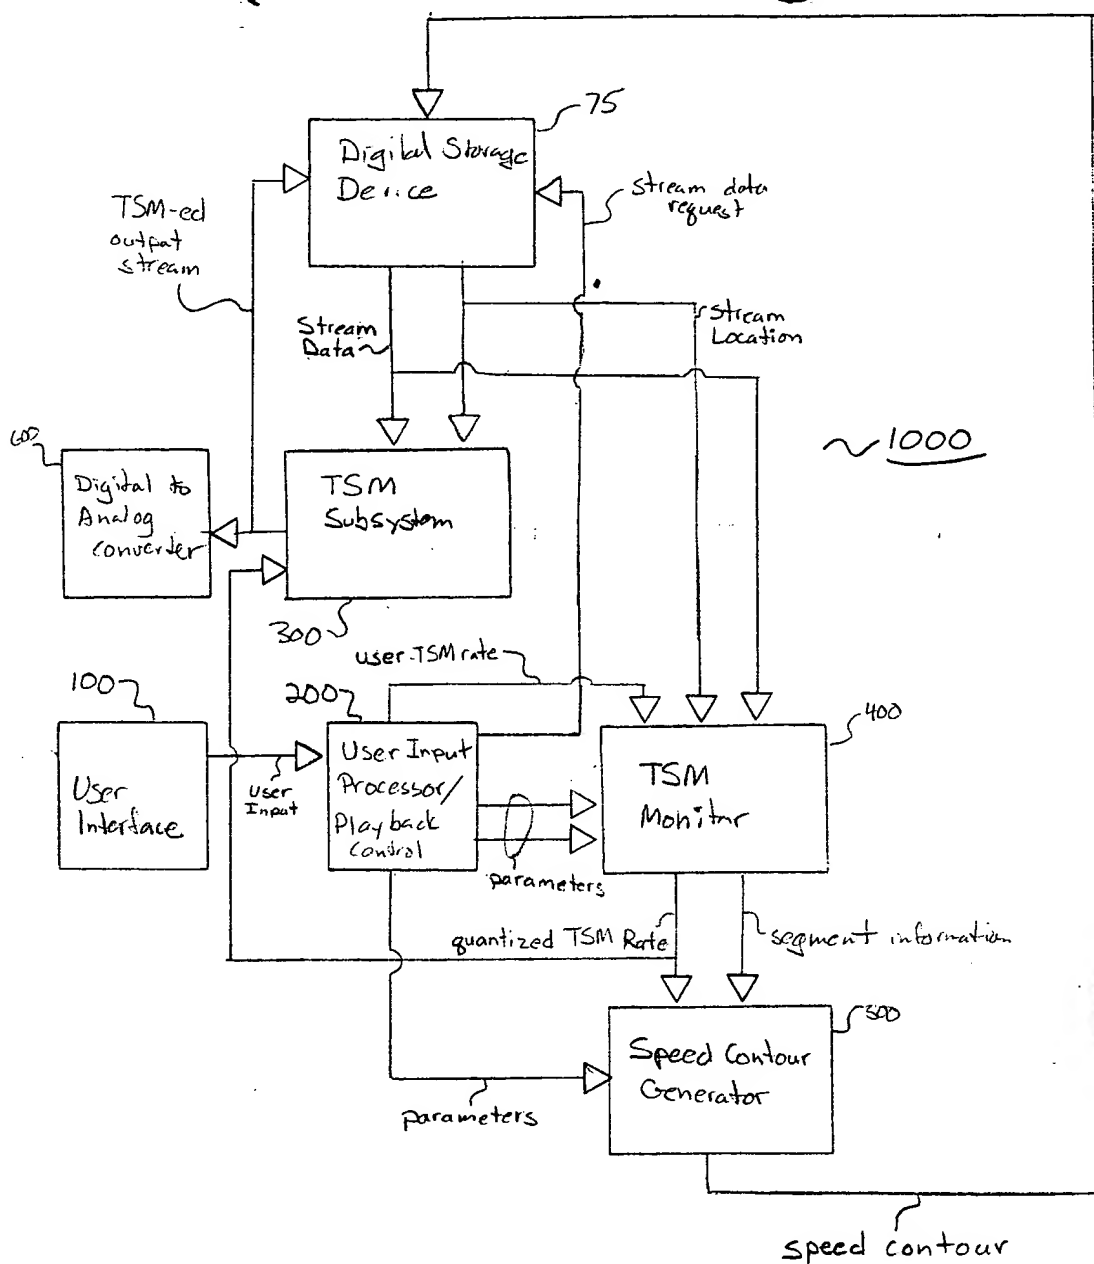 75
Digital Storage
Device
stream data
request
TSM-ed
output
stream
Stream
Data
Stream
Location
600
1000
Digital to
Analog
Converter
TSM
Subsystem
300
user-TSM rate
100
200
400
User
Interface
User
Input
User Input
Processor/
Playback
Control
TSM
Monitor
parameters
quantized TSM Rate
segment information
500
Speed Contour
Generator
parameters
speed contour